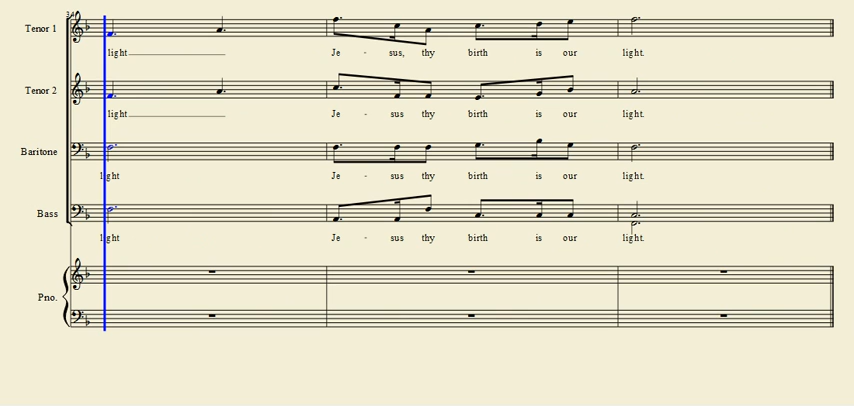 Tenor 1
light Je - sus, thy birth is our light.
Tenor 2
light Je - sus thy birth is our light.
Baritone
light Je - sus thy birth is our light.
Bass
light Je - sus thy birth is our light.
Pno.